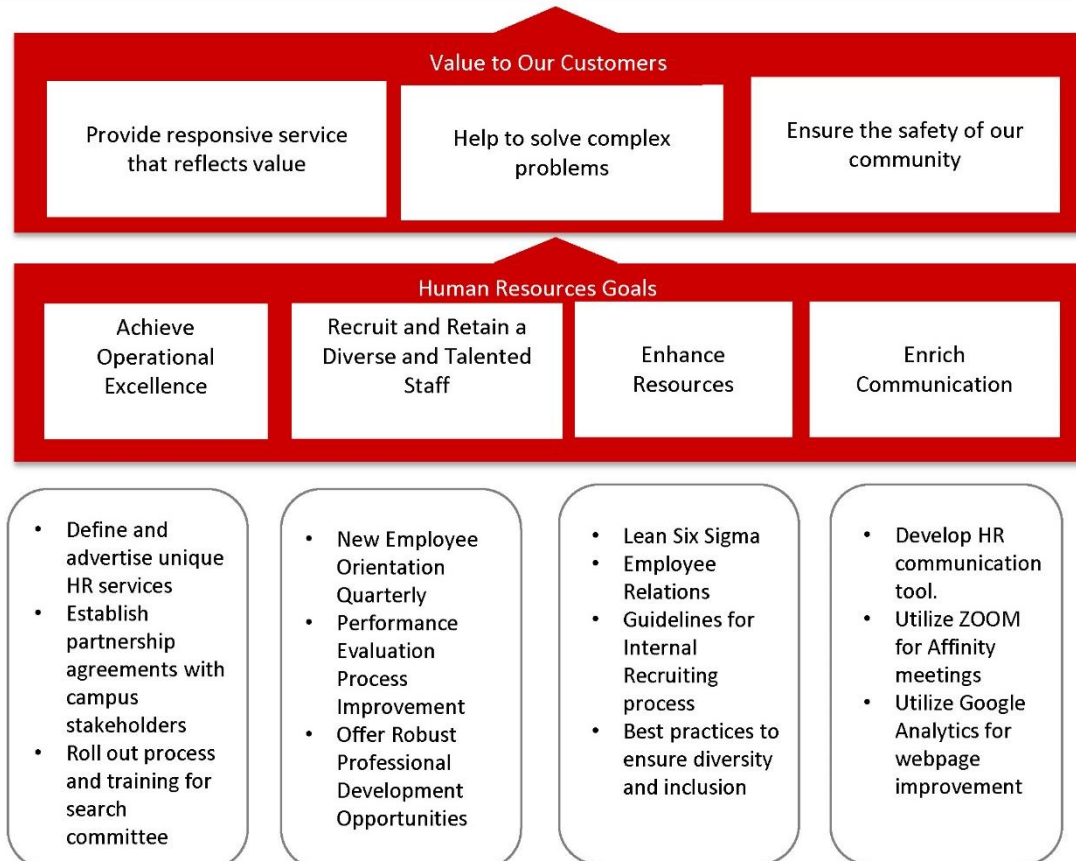 Value to Our Customers
Provide responsive service
that reflects value
Help to solve complex
problems
Ensure the safety of our
community
Human Resources Goals
Achieve
Operational
Excellence
Recruit and Retain a
Diverse and Talented
Staff
Enhance
Resources
Enrich
Communication
• Define and
advertise unique
HR services
• Establish
partnership
agreements with
campus
stakeholders
• Roll out process
and training for
search
committee
• New Employee
Orientation
Quarterly
• Performance
Evaluation
Process
Improvement
• Offer Robust
Professional
Development
Opportunities
• Lean Six Sigma
• Employee
Relations
• Guidelines for
Internal
Recruiting
process
• Best practices to
ensure diversity
and inclusion
• Develop HR
communication
tool.
• Utilize ZOOM
for Affinity
meetings
• Utilize Google
Analytics for
webpage
improvement